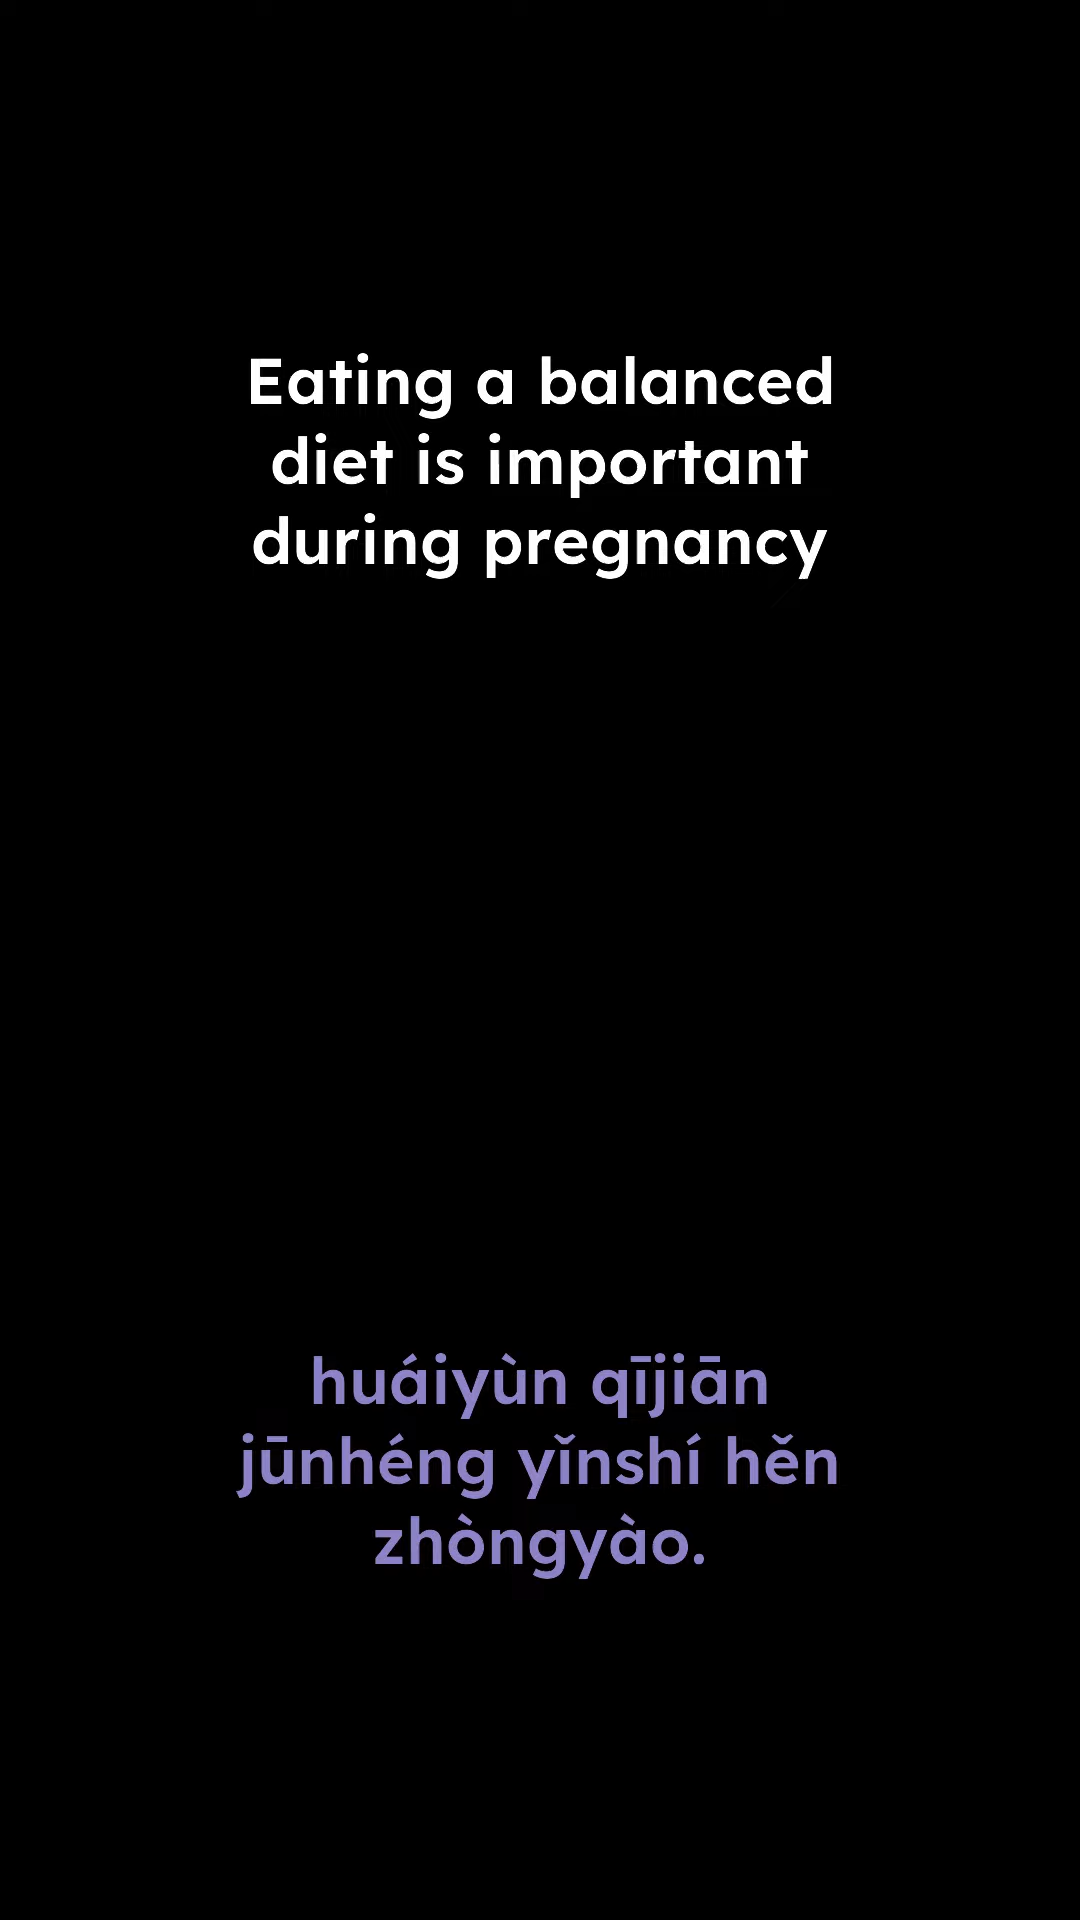 Eating a balanced
diet is important
during pregnancy
huáiyùn qījiān
jūnhéng yǐnshí hěn
zhòngyào.